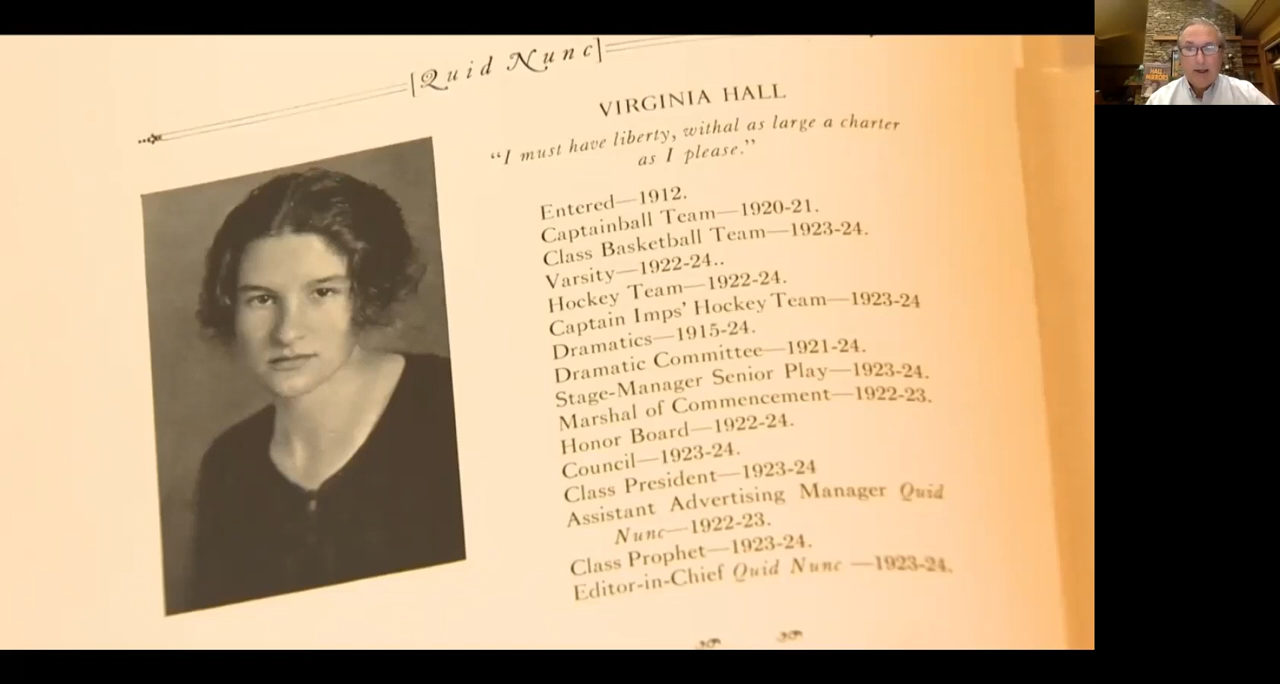 [Quid Nunc]
VIRGINIA HALL
“I must have liberty, withal as large a charter
as I please.”
Entered—1912.
Captainball Team—1920-21.
Class Basketball Team—1923-24.
Varsity—1922-24..
Hockey Team—1922-24.
Captain Imps' Hockey Team—1923-24
Dramatics—1915-24.
Dramatic Committee—1921-24.
Stage-Manager Senior Play—1923-24.
Marshal of Commencement—1922-23.
Honor Board—1922-24.
Council—1923-24.
Class President—1923-24
Assistant Advertising Manager Quid
Nunc—1922-23.
Class Prophet—1923-24.
Editor-in-Chief Quid Nunc —1923-24.
HALL
MIRRORS